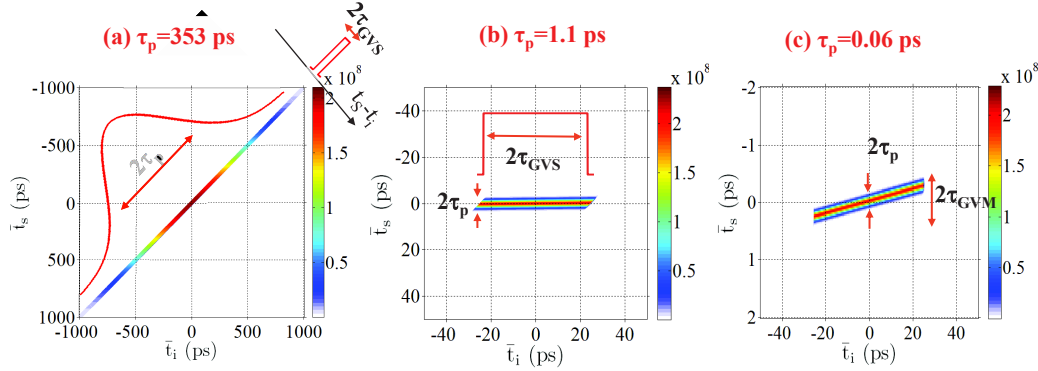 (a) τp=353 ps
2τGVS
tS-ti
2τp
x 10^8
2
1.5
1
0.5
-1000
-500
0
500
1000
t̄s (ps)
-1000 -500 0 500 1000
t̄i (ps)
(b) τp=1.1 ps
x 10^8
2
1.5
1
0.5
-40
-20
0
20
40
2τGVS
2τp
t̄s (ps)
-40 -20 0 20 40
t̄i (ps)
(c) τp=0.06 ps
x 10^8
2
1.5
1
0.5
-2
-1
0
1
2
2τp
2τGVM
t̄s (ps)
-40 -20 0 20 40
t̄i (ps)